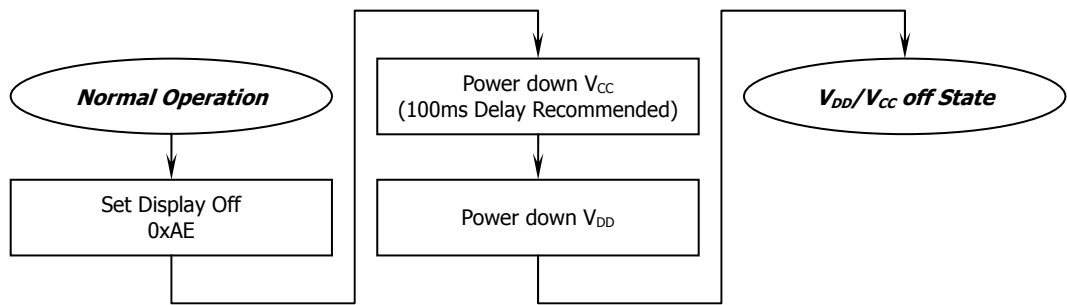 Normal Operation
Set Display Off
0xAE
Power down VCC
(100ms Delay Recommended)
Power down VDD
VDD/VCC off State